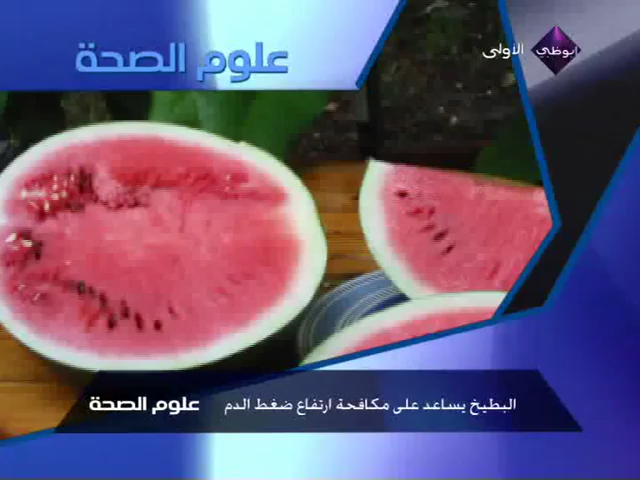 علوم الصحة
أبوظبي الأولى
البطيخ يساعد على مكافحة ارتفاع ضغط الدم
علوم الصحة